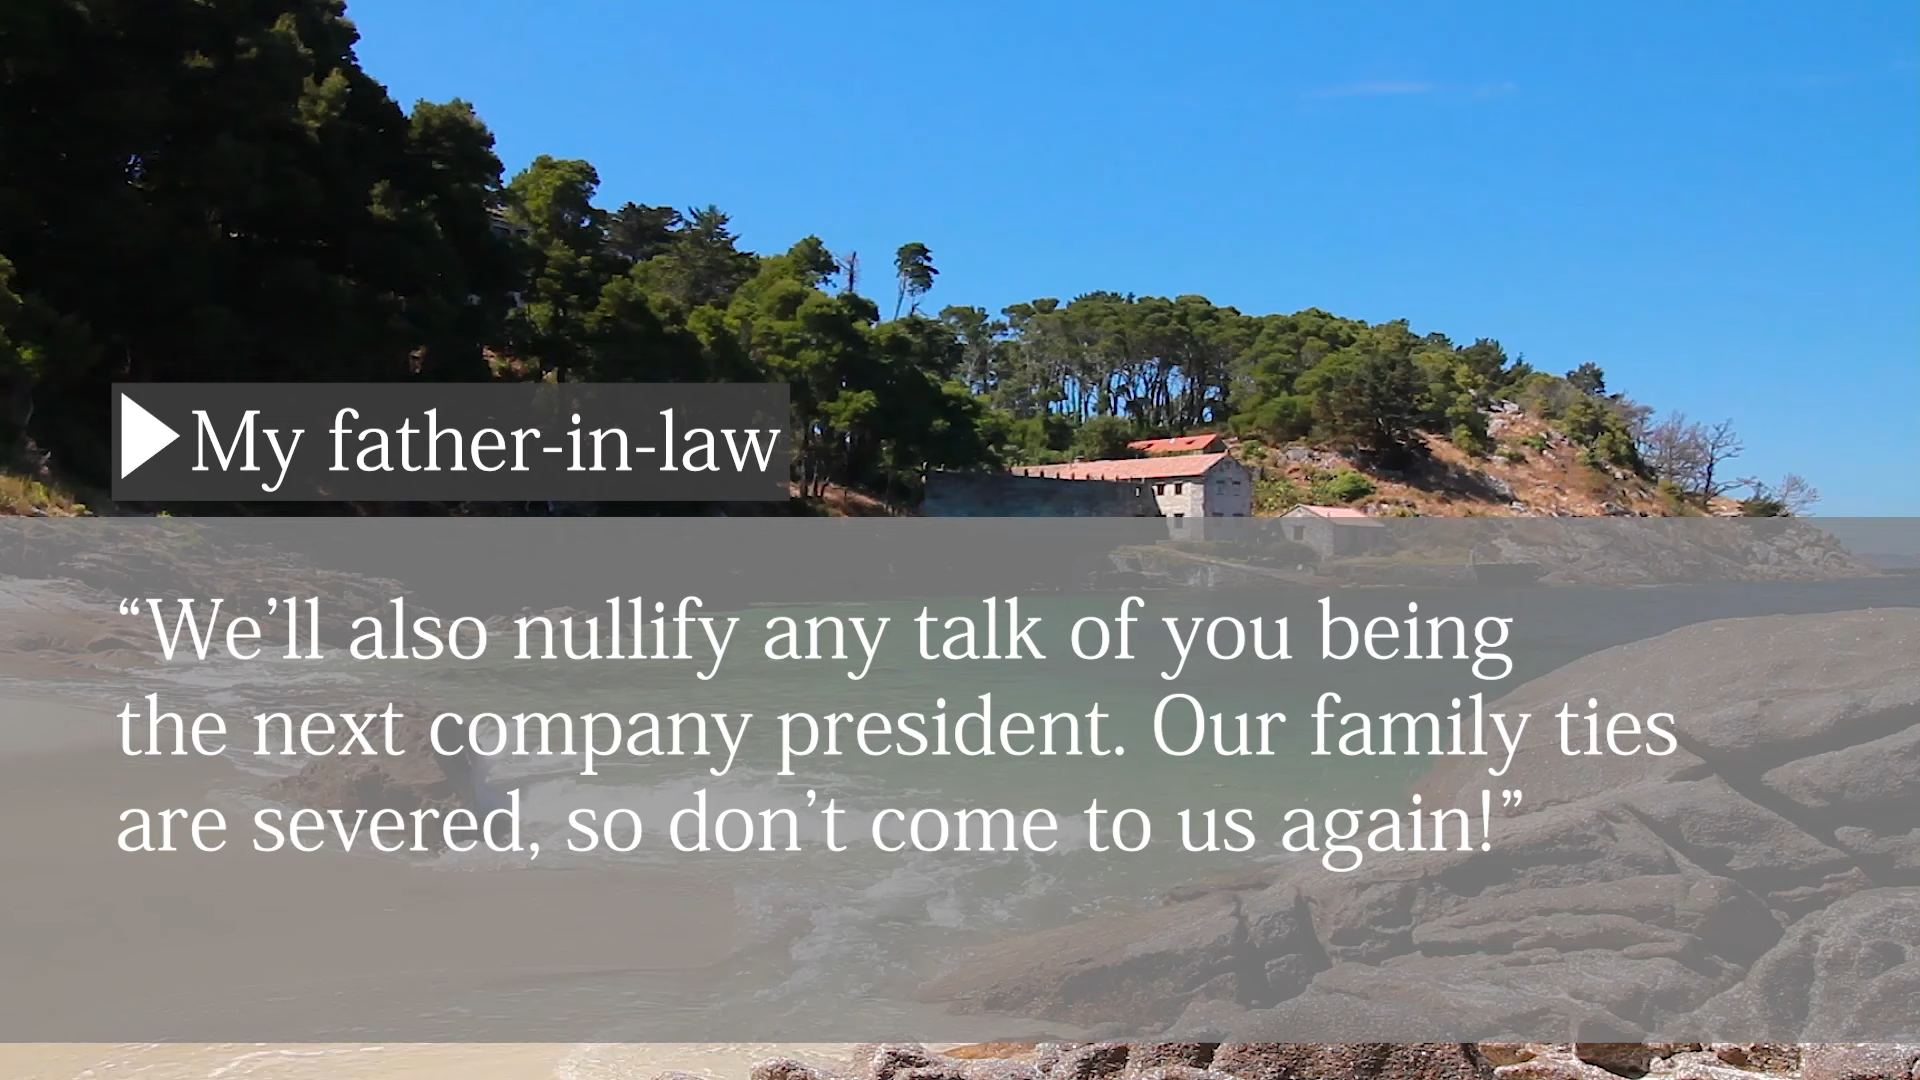 ▶My father-in-law
“We’ll also nullify any talk of you being
the next company president. Our family ties
are severed, so don’t come to us again!”